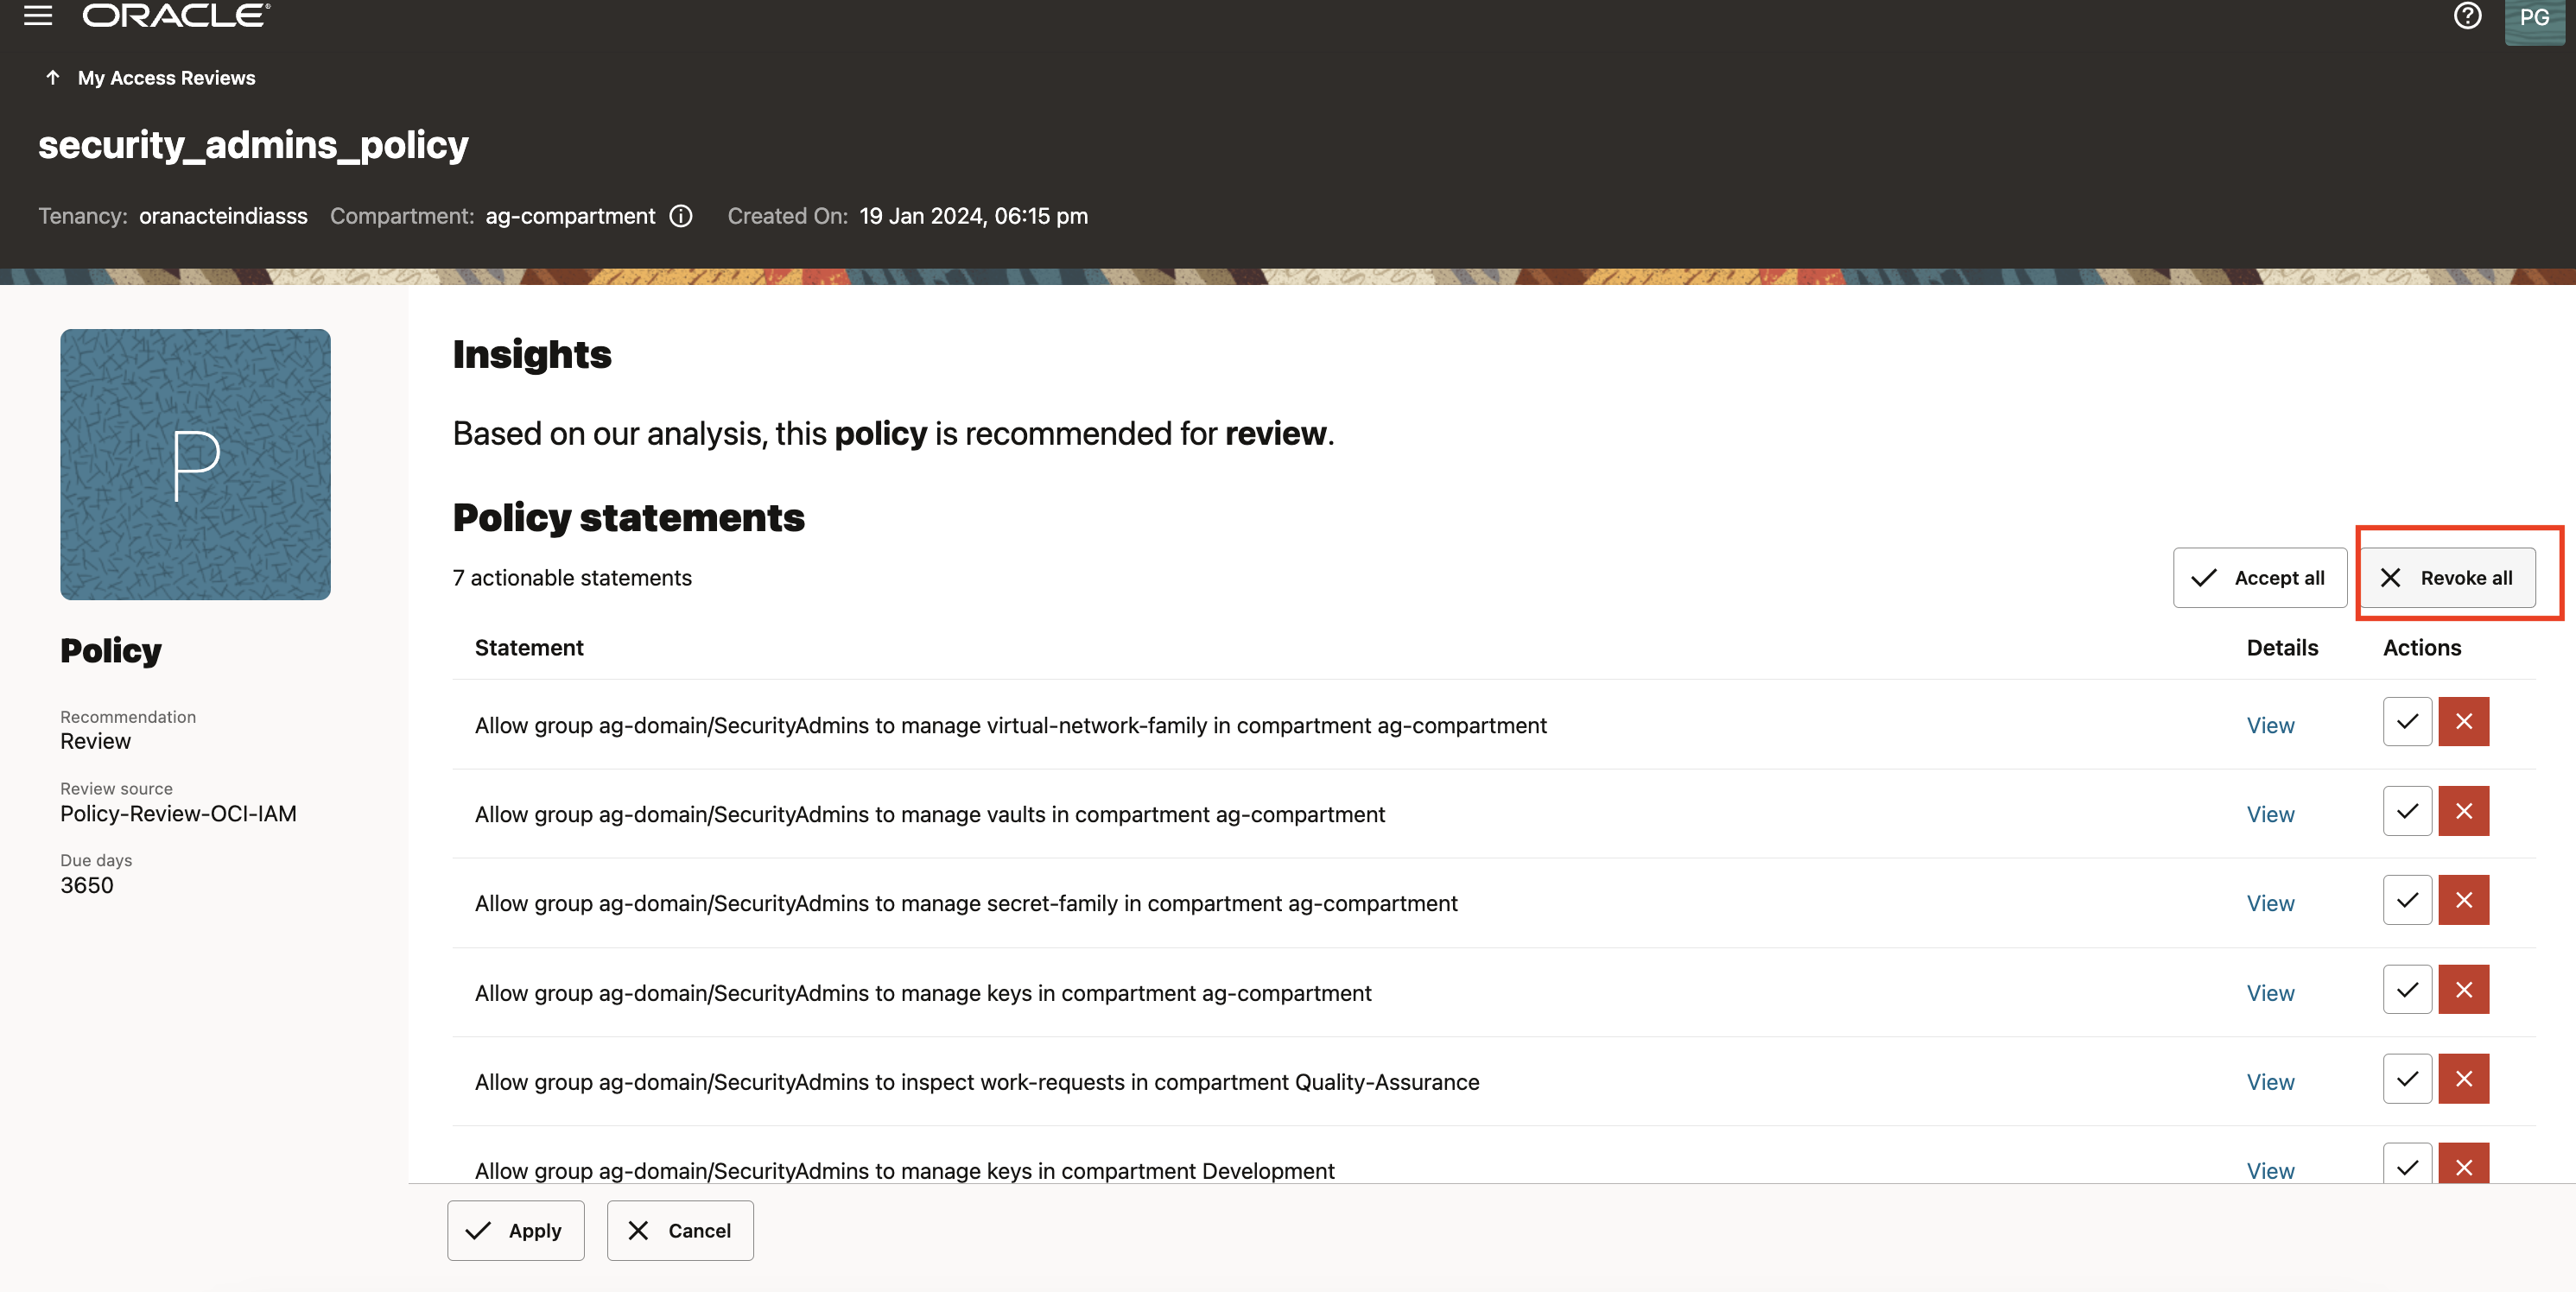 ORACLE
PG
My Access Reviews
security_admins_policy
Tenancy: oranacteindiasss Compartment: ag-compartment Created On: 19 Jan 2024, 06:15 pm
P
Policy
Recommendation
Review
Review source
Policy-Review-OCI-IAM
Due days
3650
Insights
Based on our analysis, this policy is recommended for review.
Policy statements
7 actionable statements
Accept all Revoke all
Statement Details Actions
Allow group ag-domain/SecurityAdmins to manage virtual-network-family in compartment ag-compartment View
Allow group ag-domain/SecurityAdmins to manage vaults in compartment ag-compartment View
Allow group ag-domain/SecurityAdmins to manage secret-family in compartment ag-compartment View
Allow group ag-domain/SecurityAdmins to manage keys in compartment ag-compartment View
Allow group ag-domain/SecurityAdmins to inspect work-requests in compartment Quality-Assurance View
Allow group ag-domain/SecurityAdmins to manage keys in compartment Development View
Apply Cancel